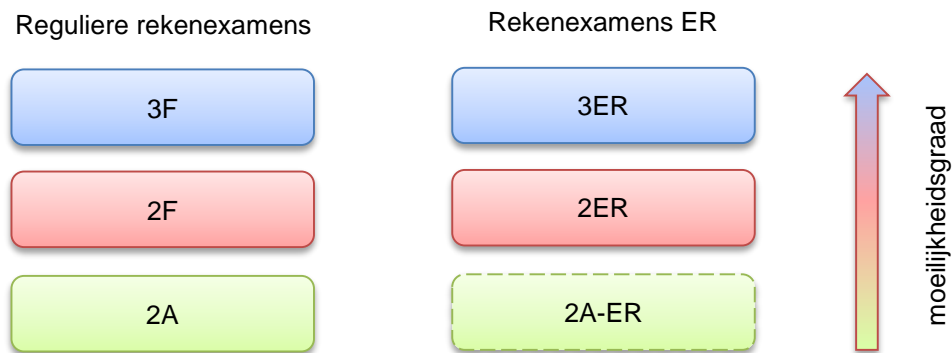 Reguliere rekenexamens
Rekenexamens ER
3F
3ER
2F
2ER
2A
2A-ER
moeilijkheidsgraad